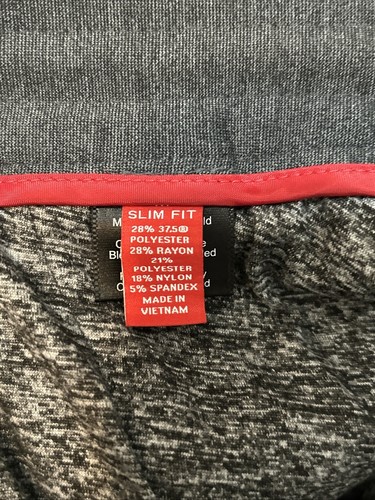 SLIM FIT
28% 37.5®
POLYESTER
28% RAYON
21%
POLYESTER
18% NYLON
5% SPANDEX
MADE IN
VIETNAM